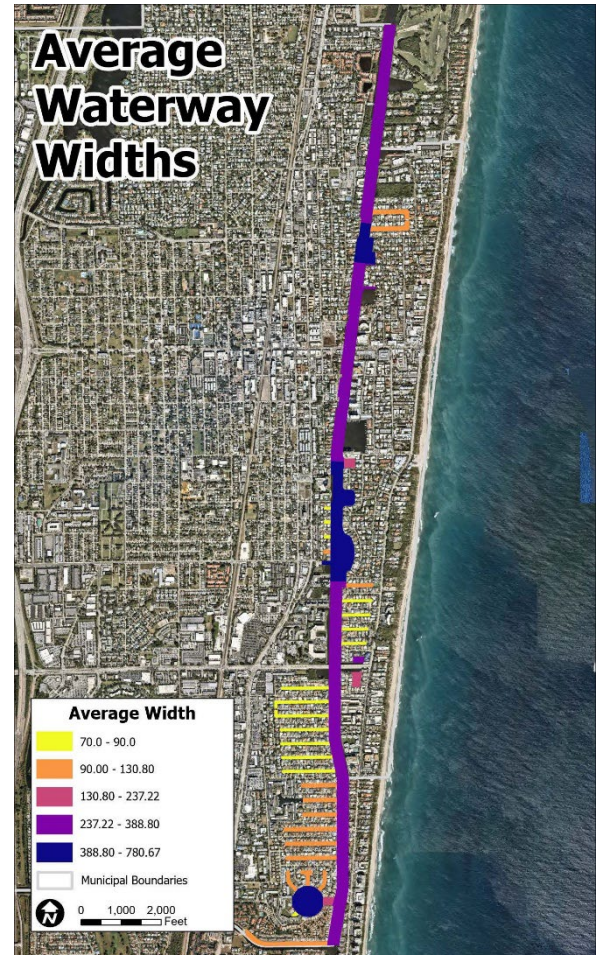 Average
Waterway
Widths
Average Width
70.0 - 90.0
90.00 - 130.80
130.80 - 237.22
237.22 - 388.80
388.80 - 780.67
Municipal Boundaries
N
0 1,000 2,000
Feet